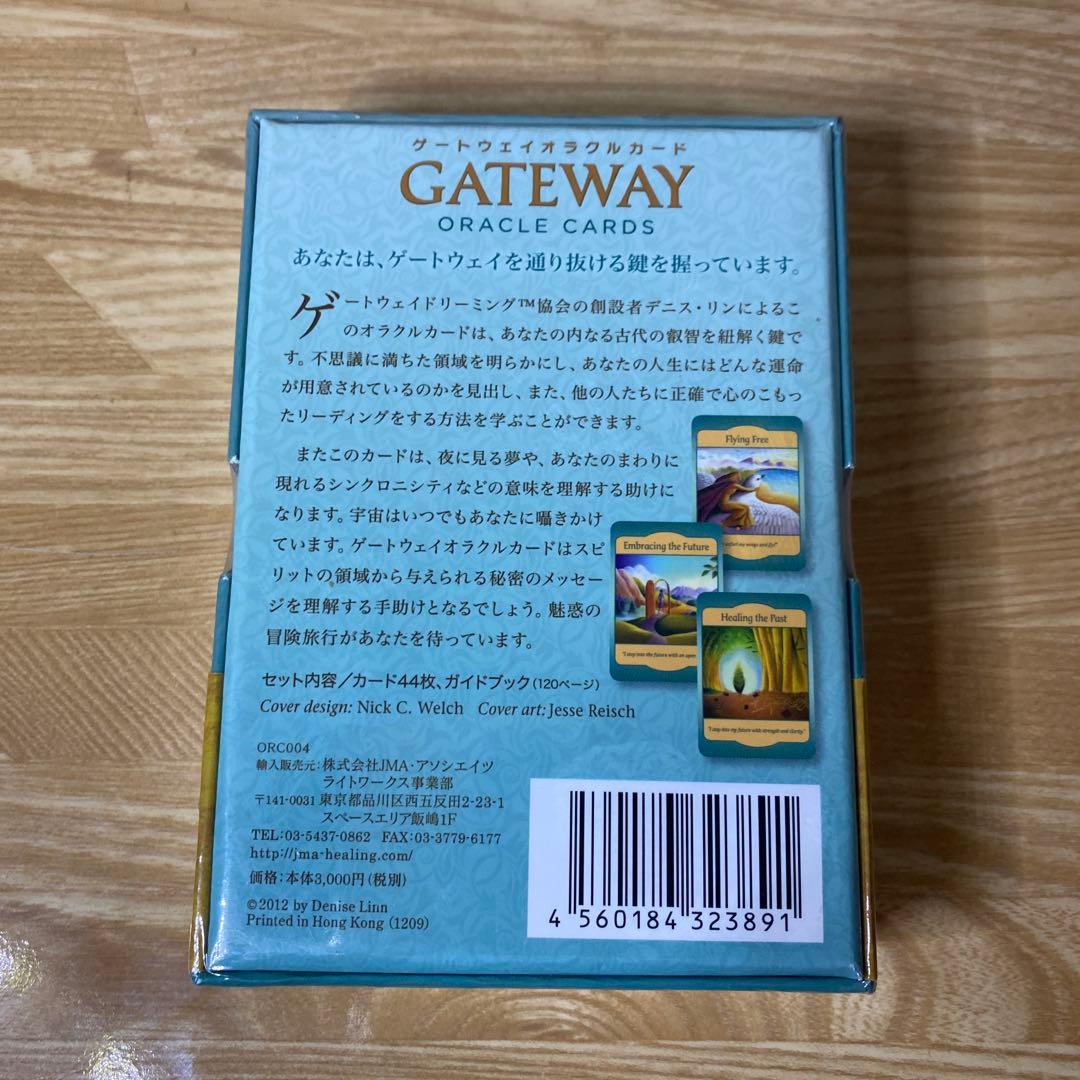 ゲートウェイオラクルカード
GATEWAY
ORACLE CARDS
あなたは、ゲートウェイを通り抜ける鍵を握っています。
ゲートウェイドリーミング™協会の創設者デニス・リンによるこ
のオラクルカードは、あなたの内なる古代の叡智を紐解く鍵で
す。不思議に満ちた領域を明らかにし、あなたの人生にはどんな運命
が用意されているのかを見出し、また、他の人たちに正確で心のこもっ
たリーディングをする方法を学ぶことができます。
またこのカードは、夜に見る夢や、あなたのまわりに
現れるシンクロニシティなどの意味を理解する助けに
なります。宇宙はいつでもあなたに囁きかけ
ています。ゲートウェイオラクルカードはスピ
リットの領域から与えられる秘密のメッセー
ジを理解する手助けとなるでしょう。魅惑の
冒険旅行があなたを待っています。
Flying Free
unfurl my wings and fly!"
Embracing the Future
"I step into the future with an open
Healing the Past
"I step into my future with strength and clarity."
セット内容／カード44枚、ガイドブック（120ページ）
Cover design: Nick C. Welch Cover art: Jesse Reisch
ORC004
輸入販売元：株式会社JMA・アソシエイツ
ライトワークス事業部
〒141-0031 東京都品川区西五反田2-23-1
スペースエリア飯嶋1F
TEL:03-5437-0862 FAX:03-3779-6177
http://jma-healing.com/
価格：本体3,000円（税別）
©2012 by Denise Linn
Printed in Hong Kong (1209)
4 560184 323891